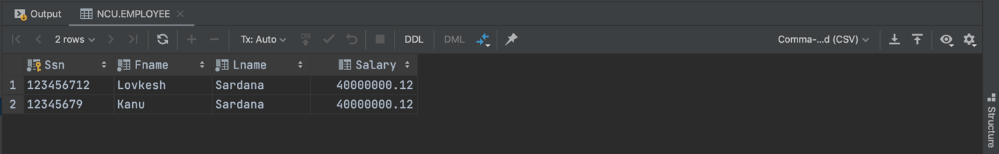 Output NCU.EMPLOYEE
2 rows Tx: Auto DB DDL DML Comma-...d (CSV)
Ssn Fname Lname Salary
1 123456712 Lovkesh Sardana 40000000.12
2 12345679 Kanu Sardana 40000000.12
Structure